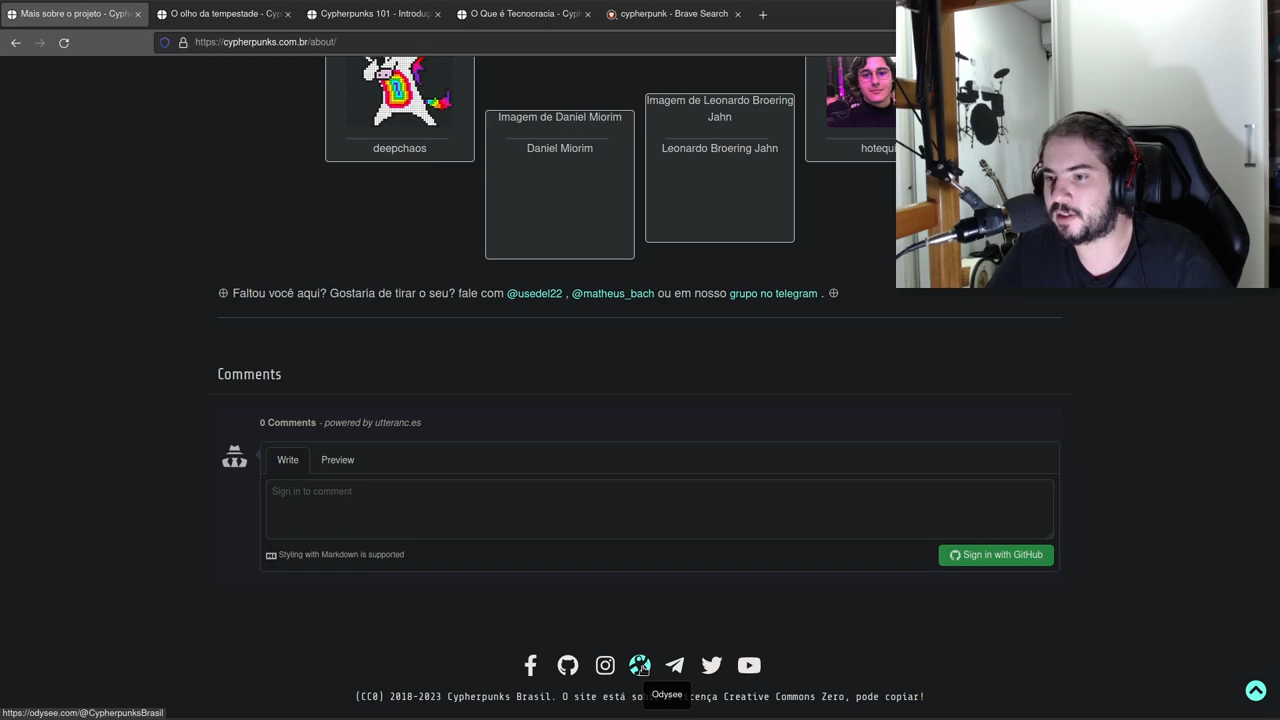 Mais sobre o projeto - Cyph
O olho da tempestade - Cyp
Cypherpunks 101 - Introduç
O Que é Tecnocracia - Cyph
cypherpunk - Brave Search
https://cypherpunks.com.br/about/
Imagem de Daniel Miorim
Imagem de Leonardo Broering
Jahn
deepchaos
Daniel Miorim
Leonardo Broering Jahn
hotequi
Faltou você aqui? Gostaria de tirar o seu? fale com @usedel22 , @matheus_bach ou em nosso grupo no telegram .
Comments
0 Comments - powered by utteranc.es
Write
Preview
Sign in to comment
Styling with Markdown is supported
Sign in with GitHub
Odysee
(CC0) 2018-2023 Cypherpunks Brasil. O site está so cença Creative Commons Zero, pode copiar!
https://odysee.com/@CypherpunksBrasil